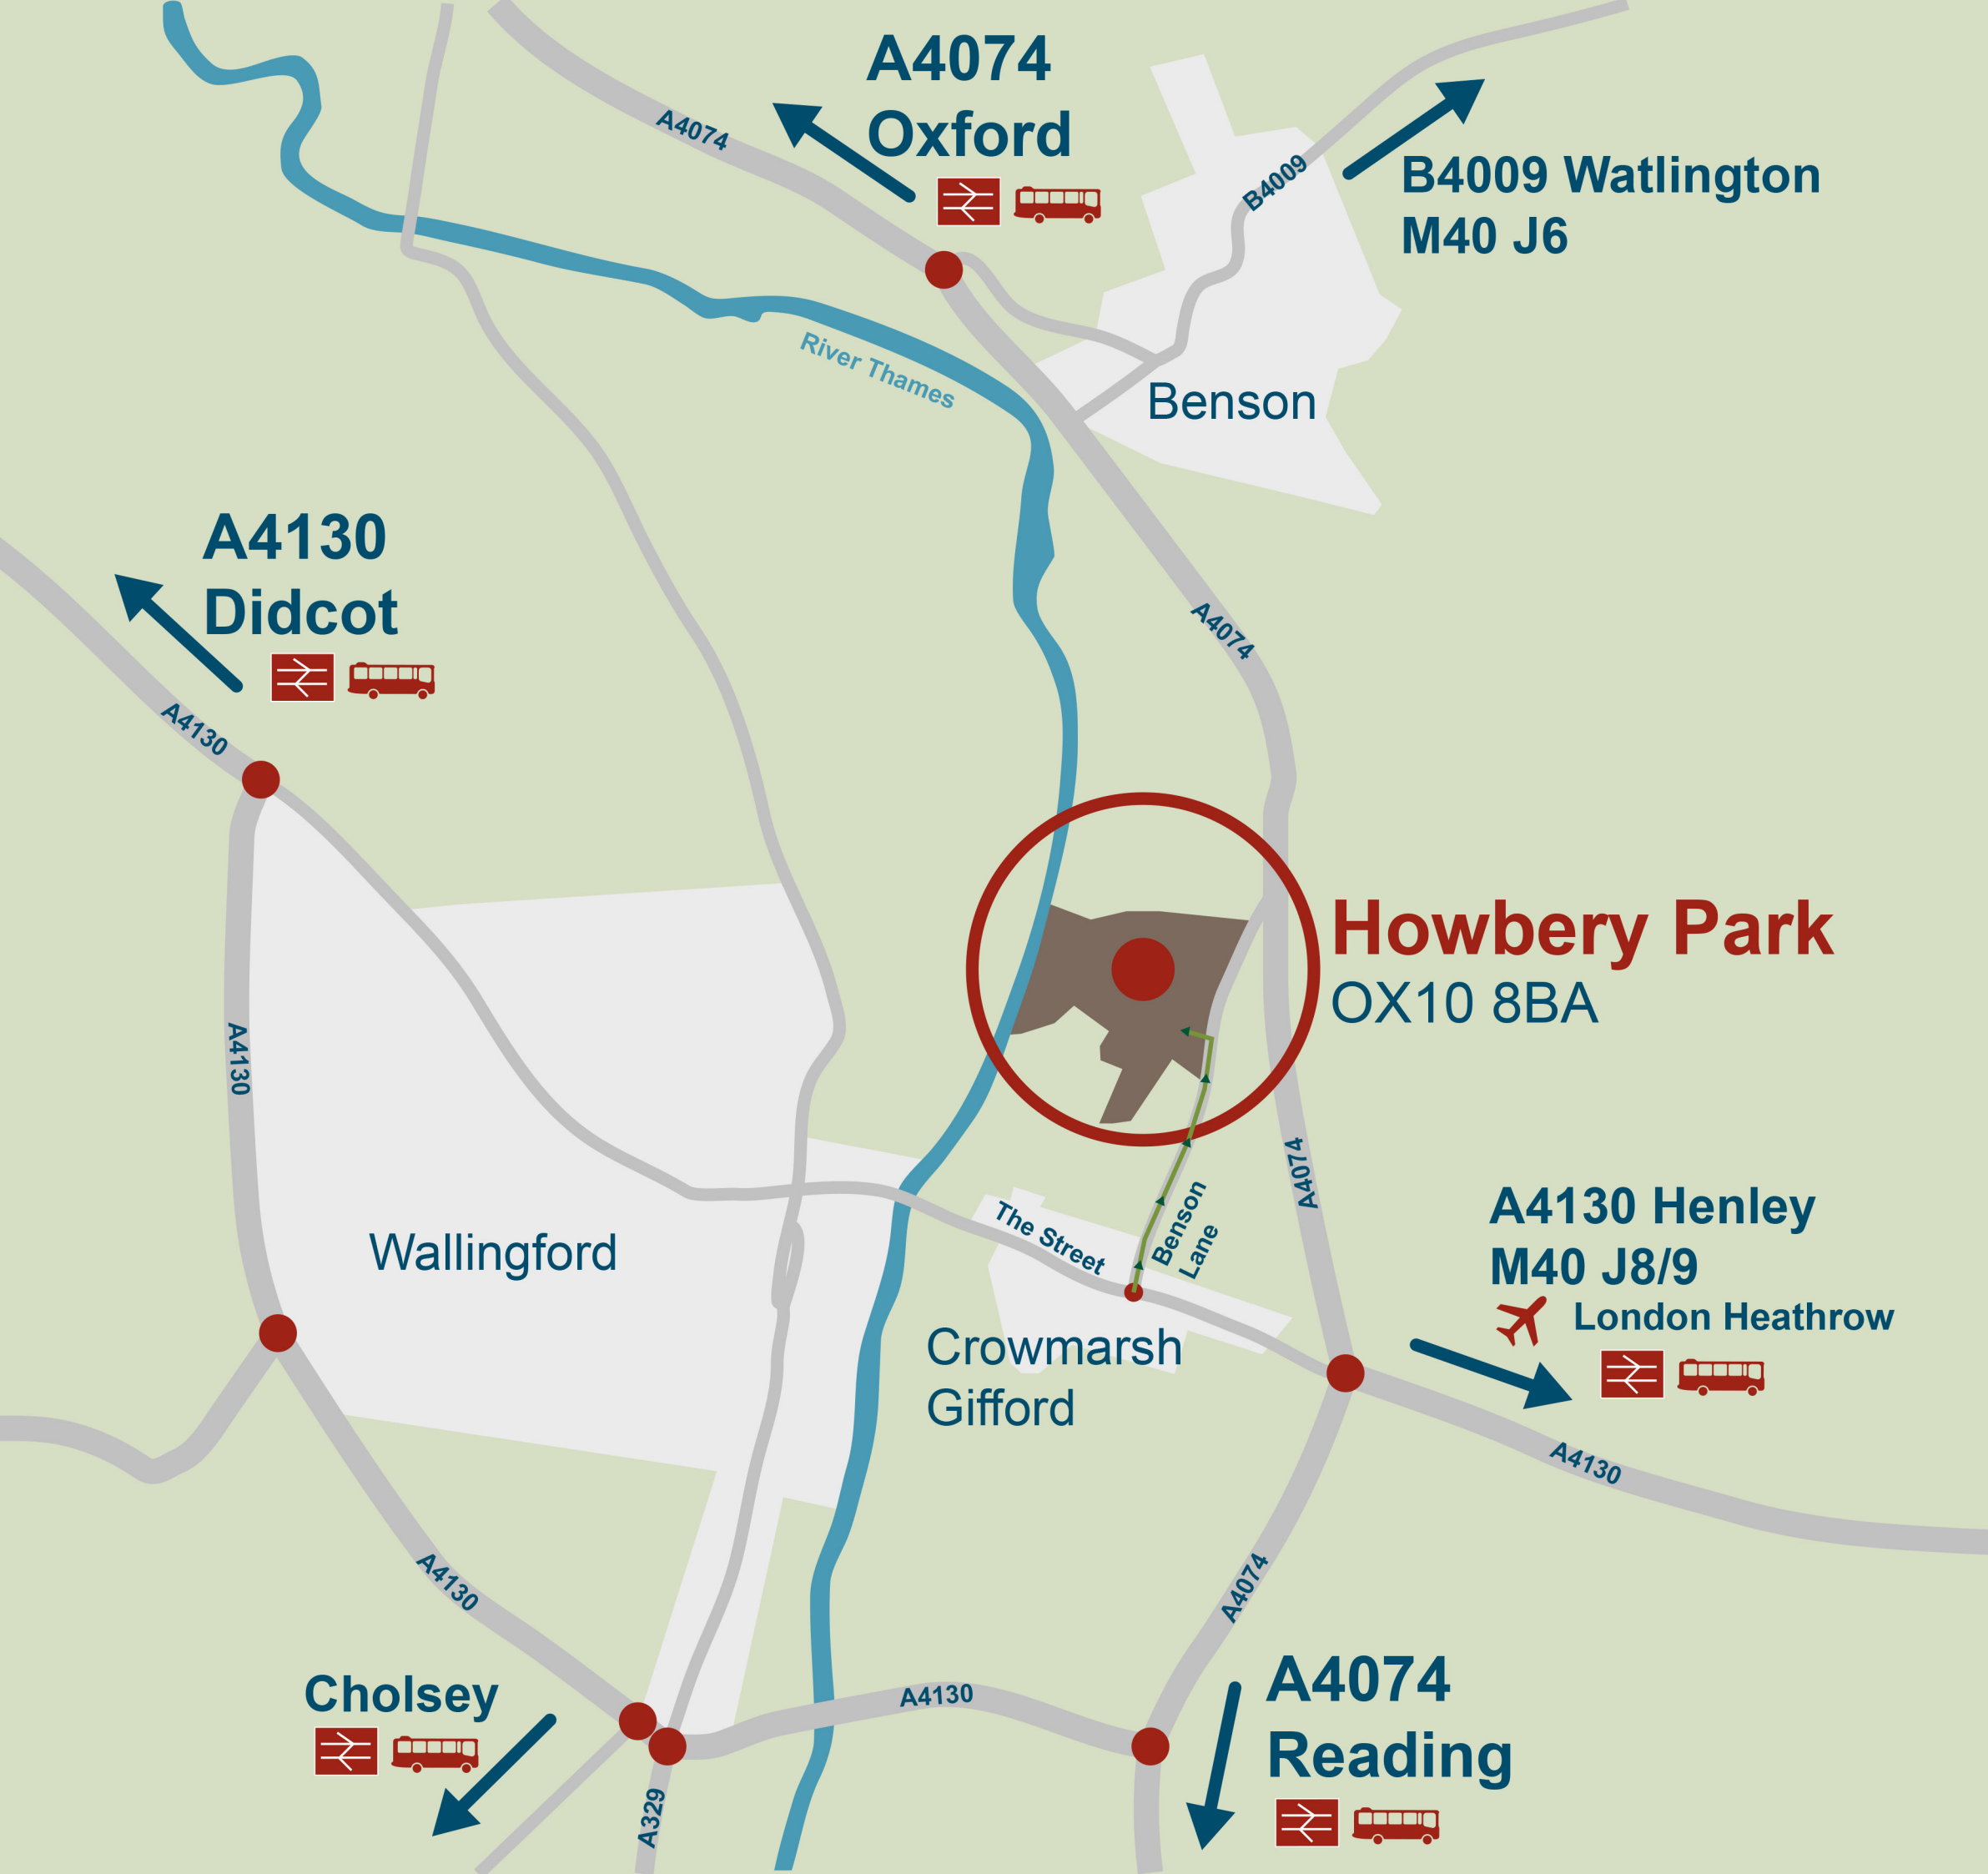 A4074
Oxford
A4074
B4009
B4009 Watlington
M40 J6
River Thames
Benson
A4130
Didcot
A4074
A4130
Howbery Park
OX10 8BA
A4130
A4074
Benson
Lane
The Street
A4130 Henley
M40 J8/9
London Heathrow
Wallingford
Crowmarsh
Gifford
A4130
A4130
A4074
Cholsey
A4130
A4074
Reading
A329